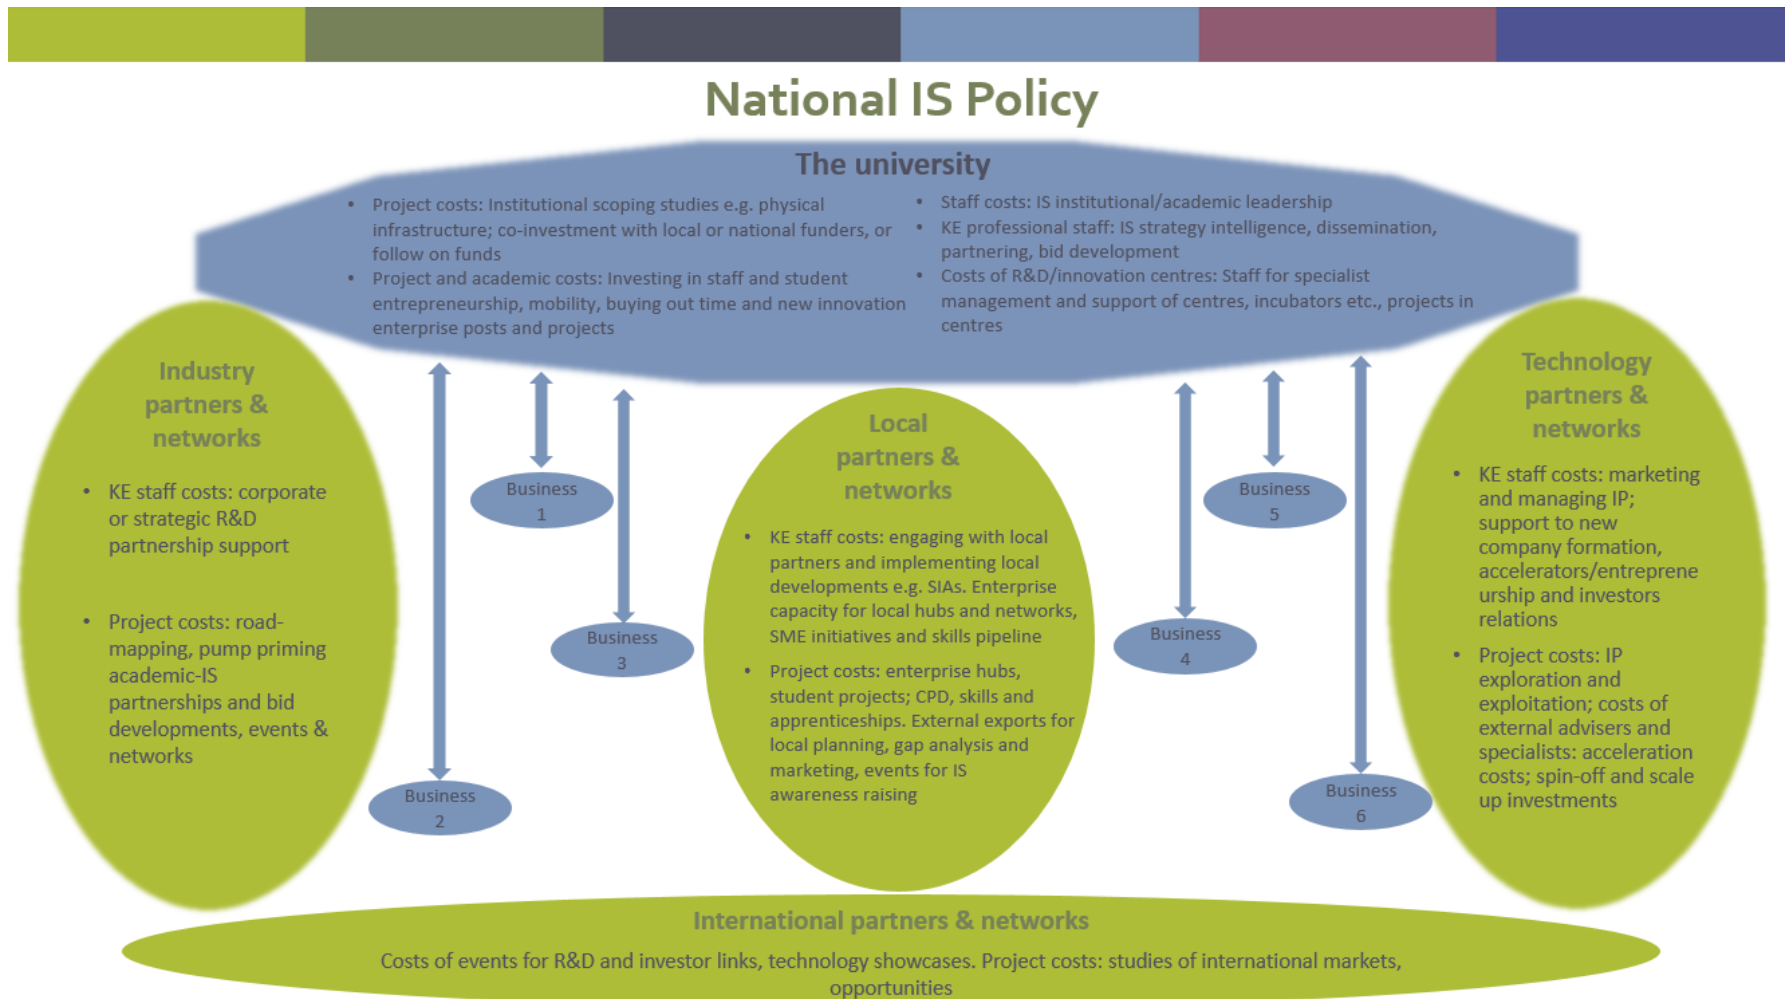 National IS Policy
The university
• Project costs: Institutional scoping studies e.g. physical
infrastructure; co-investment with local or national funders, or
follow on funds
• Project and academic costs: Investing in staff and student
entrepreneurship, mobility, buying out time and new innovation
enterprise posts and projects
• Staff costs: IS institutional/academic leadership
• KE professional staff: IS strategy intelligence, dissemination,
partnering, bid development
• Costs of R&D/innovation centres: Staff for specialist
management and support of centres, incubators etc., projects in
centres
Industry
partners &
networks
• KE staff costs: corporate
or strategic R&D
partnership support
• Project costs: road-
mapping, pump priming
academic-IS
partnerships and bid
developments, events &
networks
Business
1
Business
3
Business
2
Local
partners &
networks
• KE staff costs: engaging with local
partners and implementing local
developments e.g. SIAs. Enterprise
capacity for local hubs and networks,
SME initiatives and skills pipeline
• Project costs: enterprise hubs,
student projects; CPD, skills and
apprenticeships. External exports for
local planning, gap analysis and
marketing, events for IS
awareness raising
Business
5
Business
4
Business
6
Technology
partners &
networks
• KE staff costs: marketing
and managing IP;
support to new
company formation,
accelerators/entreprene
urship and investors
relations
• Project costs: IP
exploration and
exploitation; costs of
external advisers and
specialists: acceleration
costs; spin-off and scale
up investments
International partners & networks
Costs of events for R&D and investor links, technology showcases. Project costs: studies of international markets,
opportunities